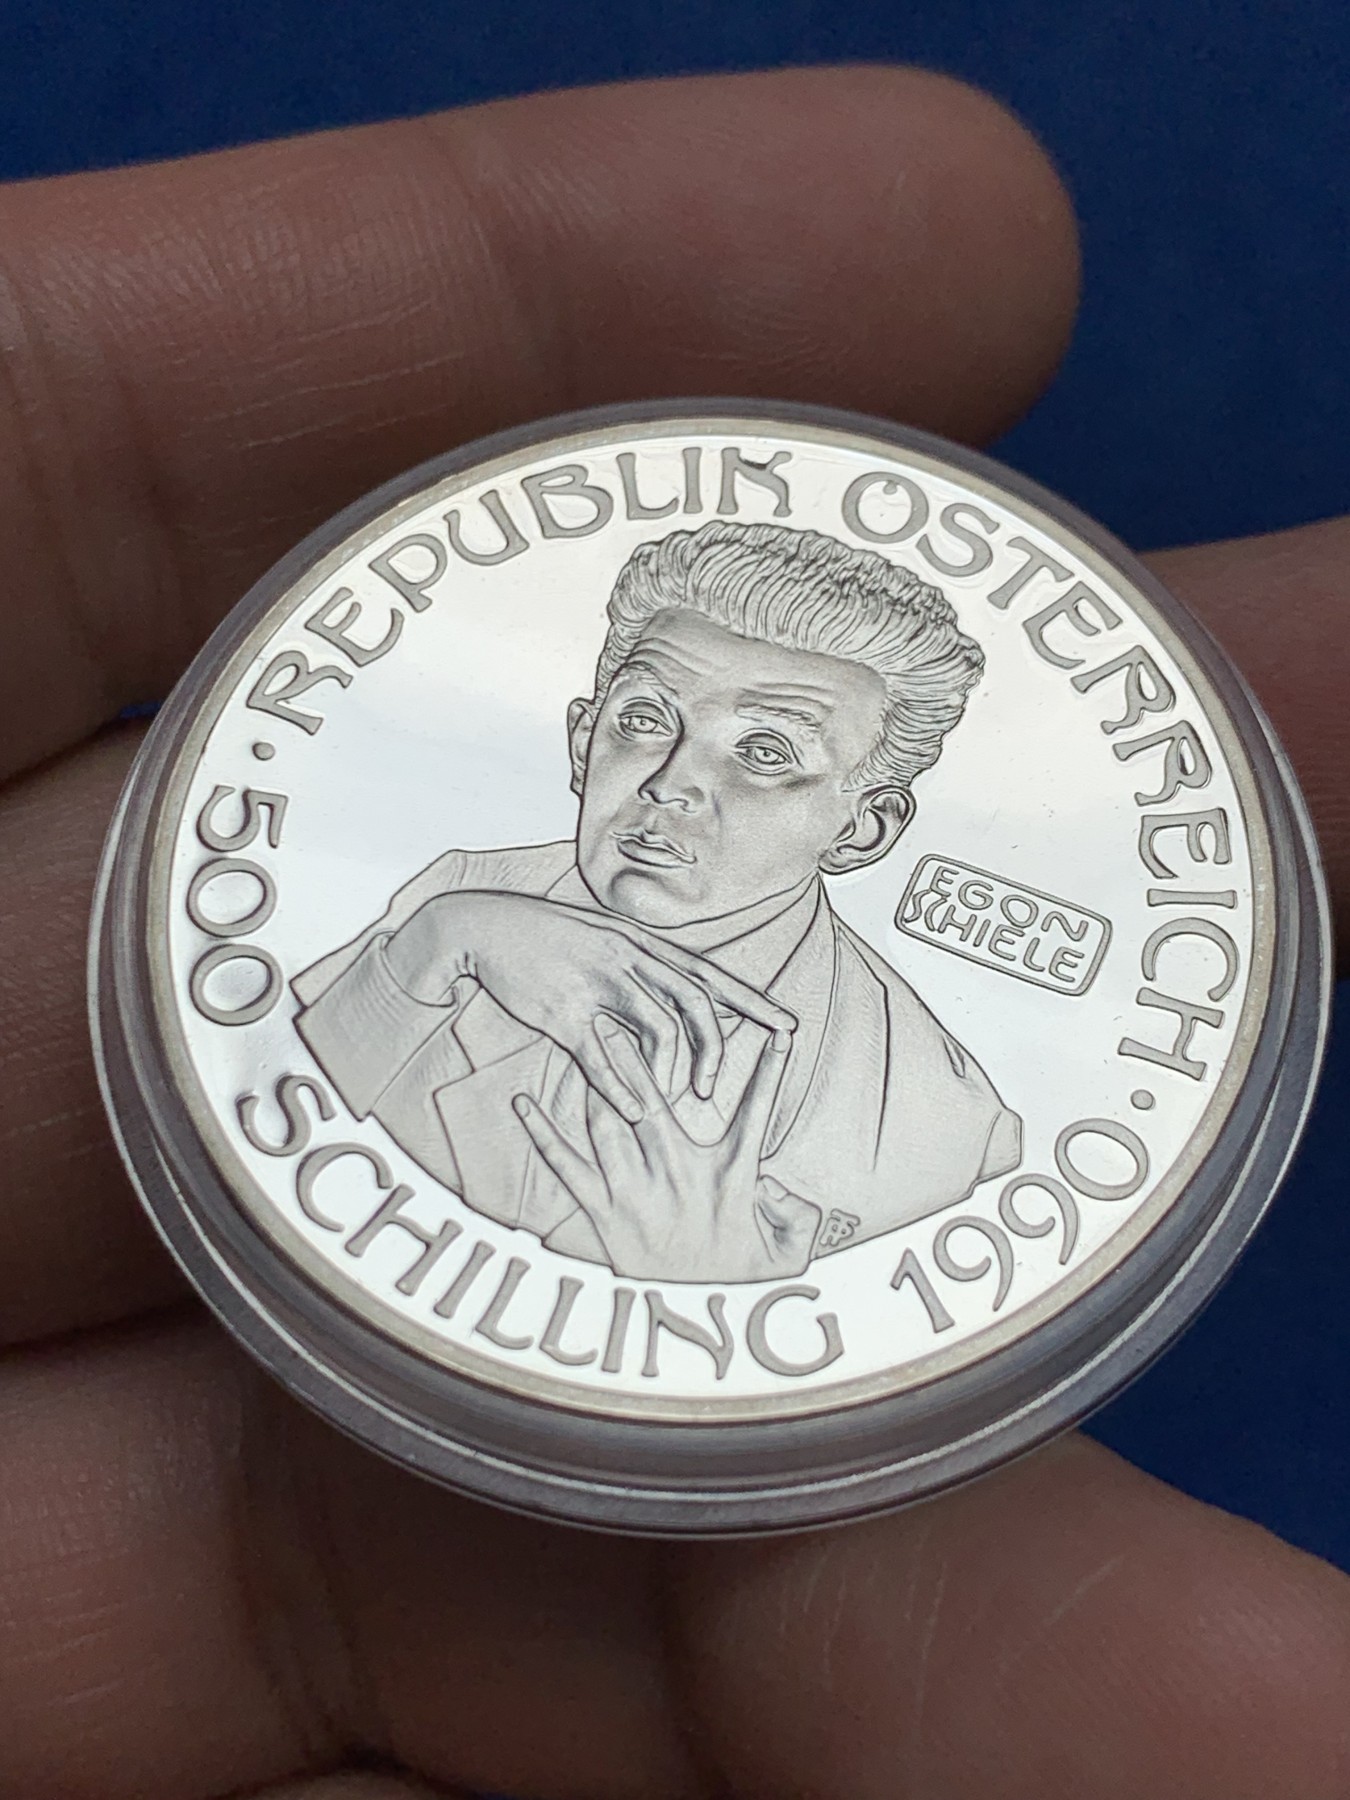 · REPUBLIK ÖSTERREICH ·
500 SCHILLING 1990
EGON
SCHIELE